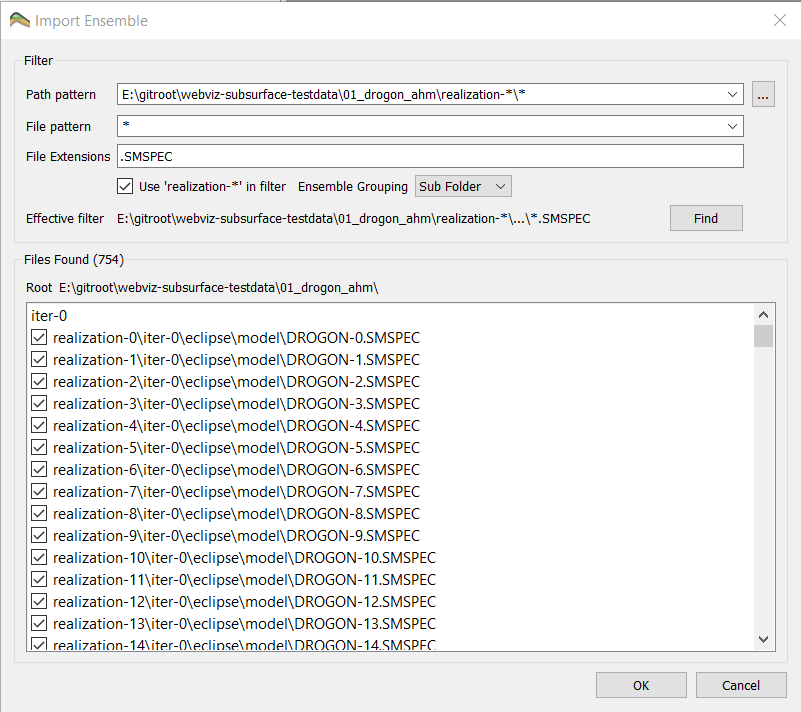 Import Ensemble
Filter
Path pattern E:\gitroot\webviz-subsurface-testdata\01_drogon_ahm\realization-*\*
...
File pattern *
File Extensions .SMSPEC
Use 'realization-*' in filter Ensemble Grouping Sub Folder
Effective filter E:\gitroot\webviz-subsurface-testdata\01_drogon_ahm\realization-*\...\*.SMSPEC Find
Files Found (754)
Root E:\gitroot\webviz-subsurface-testdata\01_drogon_ahm\
iter-0
realization-0\iter-0\eclipse\model\DROGON-0.SMSPEC
realization-1\iter-0\eclipse\model\DROGON-1.SMSPEC
realization-2\iter-0\eclipse\model\DROGON-2.SMSPEC
realization-3\iter-0\eclipse\model\DROGON-3.SMSPEC
realization-4\iter-0\eclipse\model\DROGON-4.SMSPEC
realization-5\iter-0\eclipse\model\DROGON-5.SMSPEC
realization-6\iter-0\eclipse\model\DROGON-6.SMSPEC
realization-7\iter-0\eclipse\model\DROGON-7.SMSPEC
realization-8\iter-0\eclipse\model\DROGON-8.SMSPEC
realization-9\iter-0\eclipse\model\DROGON-9.SMSPEC
realization-10\iter-0\eclipse\model\DROGON-10.SMSPEC
realization-11\iter-0\eclipse\model\DROGON-11.SMSPEC
realization-12\iter-0\eclipse\model\DROGON-12.SMSPEC
realization-13\iter-0\eclipse\model\DROGON-13.SMSPEC
realization-14\iter-0\eclipse\model\DROGON-14.SMSPEC
OK Cancel